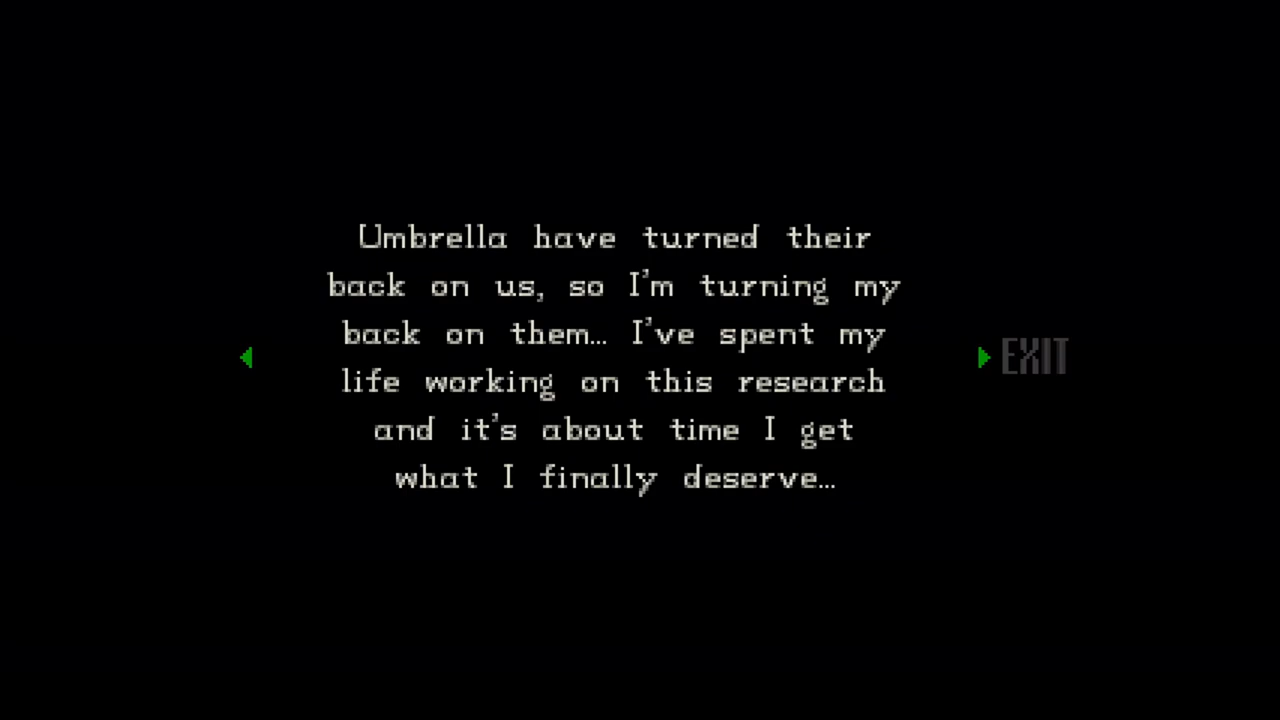 Umbrella have turned their
back on us, so I'm turning my
back on them... I've spent my
life working on this research
and it's about time I get
what I finally deserve...
EXIT